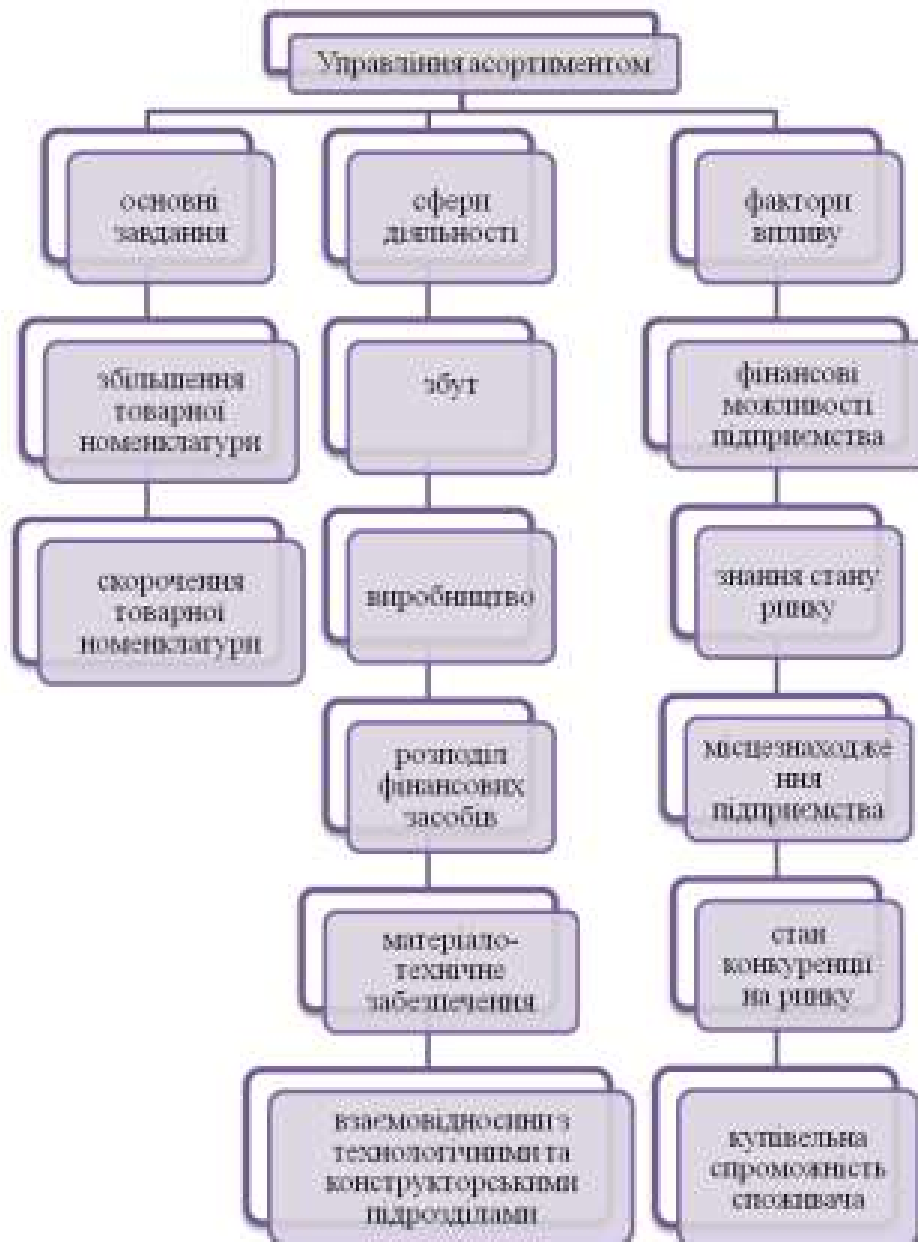 Управління асортиментом
основні
завдання
збільшення
товарної
номенклатури
скорочення
товарної
номенклатури
сфери
діяльності
збут
виробництво
розподіл
фінансових
засобів
матеріало-
технічне
забезпечення
взаємовідносини з
технологічними та
конструкторськими
підрозділами
фактори
впливу
фінансові
можливості
підприємства
знання стану
ринку
місцезнаходже
ння
підприємства
стан
конкуренції
на ринку
купівельна
спроможність
споживача